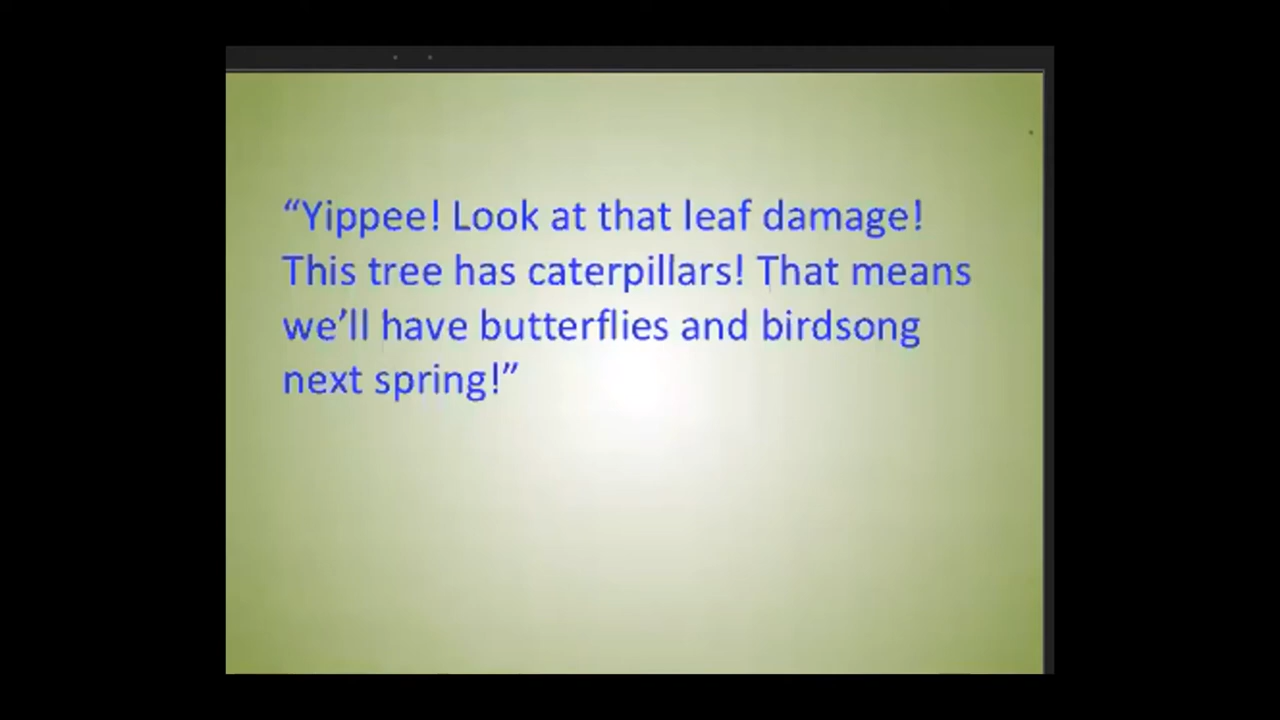 “Yippee! Look at that leaf damage!
This tree has caterpillars! That means
we’ll have butterflies and birdsong
next spring!”